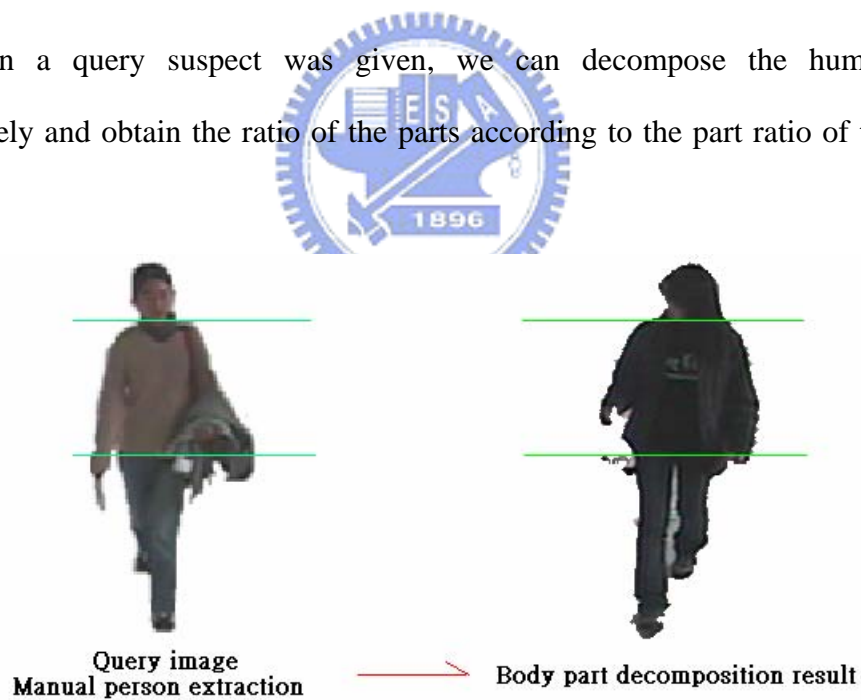 n a query suspect was given, we can decompose the hum
ely and obtain the ratio of the parts according to the part ratio of
E S A
1896
Query image
Manual person extraction
Body part decomposition result